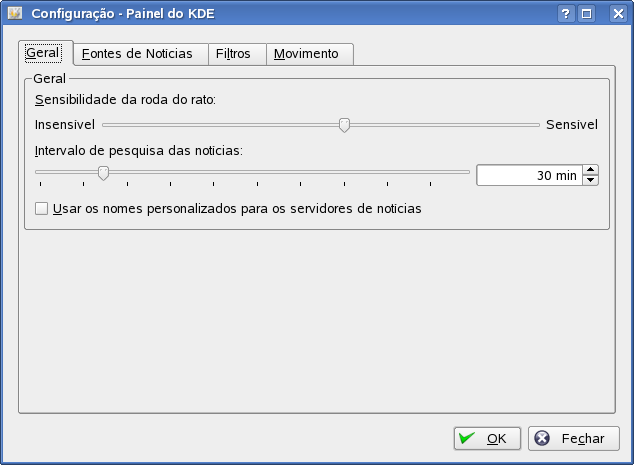 Configuração - Painel do KDE
Geral Fontes de Notícias Filtros Movimento
Geral
Sensibilidade da roda do rato:
Insensível Sensível
Intervalo de pesquisa das notícias:
30 min
Usar os nomes personalizados para os servidores de notícias
OK Fechar